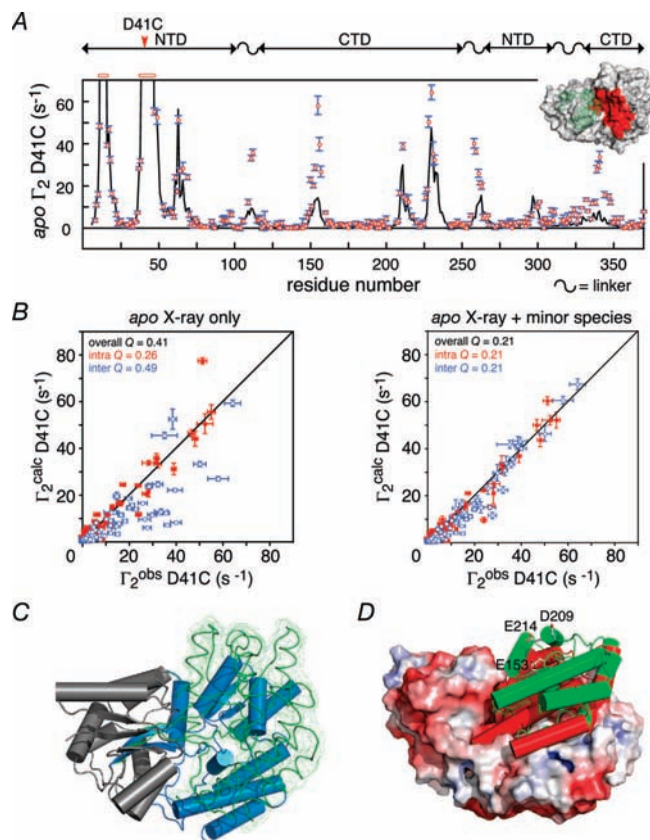 A
D41C
NTD CTD NTD CTD
60
40
20
0
apo Γ2 D41C (s-1)
50 100 150 200 250 300 350
residue number
= linker
B
apo X-ray only
overall Q = 0.41
intra Q = 0.26
inter Q = 0.49
80
60
40
20
Γ2calc D41C (s-1)
0 20 40 60 80
Γ2obs D41C (s-1)
apo X-ray + minor species
overall Q = 0.21
intra Q = 0.21
inter Q = 0.21
80
60
40
20
Γ2calc D41C (s-1)
0 20 40 60 80
Γ2obs D41C (s-1)
C
D
D209
E214
E153